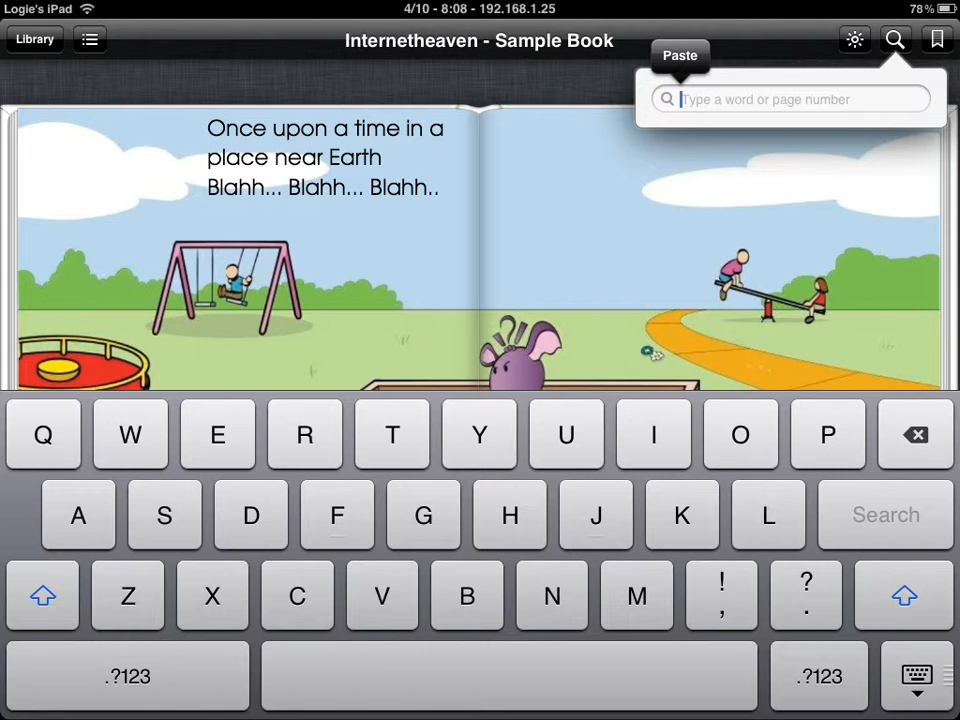 Logie's iPad 4/10 - 8:08 - 192.168.1.25 78%
Library Internetheaven - Sample Book
Paste
Type a word or page number
Once upon a time in a
place near Earth
Blahh... Blahh... Blahh..
Q W E R T Y U I O P
A S D F G H J K L Search
Z X C V B N M ! , ? .
.?123 .?123